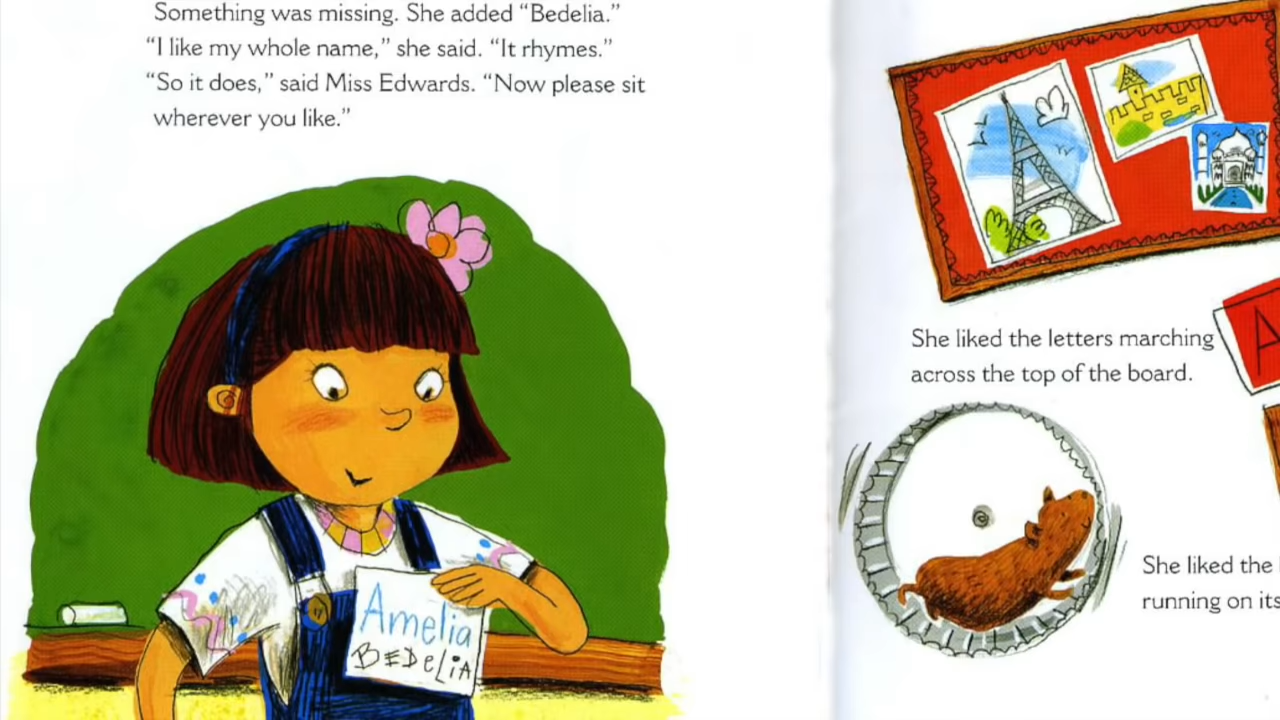 Something was missing. She added “Bedelia.”
“I like my whole name,” she said. “It rhymes.”
“So it does,” said Miss Edwards. “Now please sit
wherever you like.”
Amelia
BEDeLiA
She liked the letters marching
across the top of the board.
A
She liked the
running on its